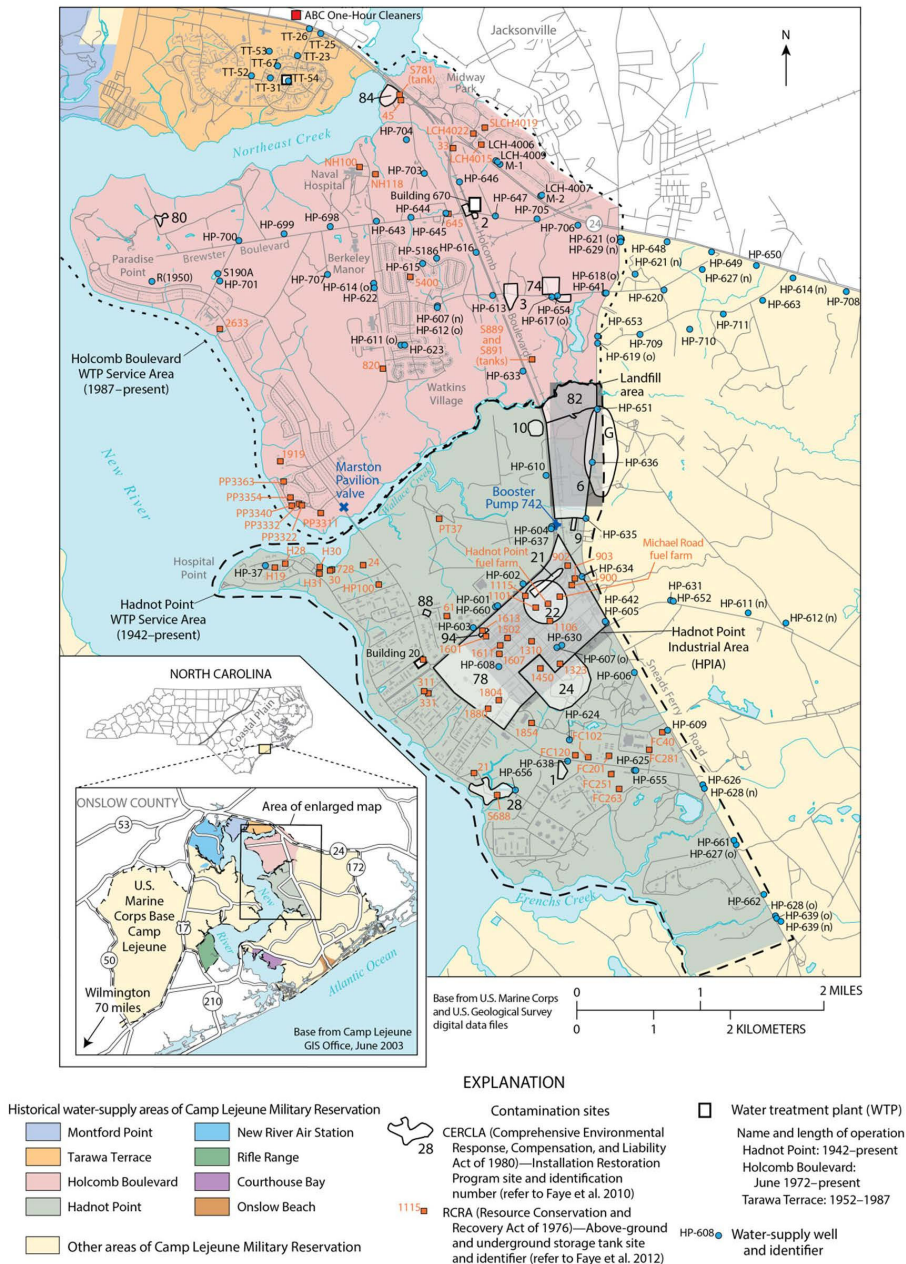 ABC One-Hour Cleaners
Jacksonville
N
TT-26
TT-25
TT-53
TT-23
TT-67
TT-52
TT-54
TT-31
S781
(tank)
Midway
Park
84
45
SLCH4019
LCH4022
HP-704
33
LCH-4006
LCH4015
LCH-4009
M-1
Northeast Creek
NH100
Naval
Hospital
NH118
HP-703
HP-646
LCH-4007
M-2
Building 670
HP-647
HP-705
80
HP-698
HP-644
645
2
24
HP-699
HP-643
HP-645
HP-706
HP-700
Brewster
Boulevard
HP-621 (o)
HP-629 (n)
HP-648
Paradise
Point
Berkeley
Manor
HP-5186
HP-616
Holcomb
HP-649
HP-650
S190A
HP-701
R(1950)
HP-707
HP-615
S400
HP-614 (o)
HP-622
74
HP-618 (o)
HP-641
HP-621 (n)
HP-627 (n)
HP-614 (n)
HP-620
HP-663
HP-708
HP-613
3
HP-654
HP-617 (o)
HP-607 (n)
HP-612 (o)
HP-711
2633
S889
and
S891
(tanks)
Boulevard
HP-653
HP-709
HP-710
HP-611 (o)
HP-623
HP-619 (o)
Holcomb Boulevard
WTP Service Area
(1987–present)
820
HP-633
Watkins
Village
Landfill
area
82
HP-651
10
G
New River
1919
Marston
Pavilion
valve
Wallace Creek
HP-610
HP-636
6
PP3363
PP3354
PP3340
PP3332
PP3322
PP3311
Booster
Pump 742
PT37
HP-604
HP-637
9
HP-635
21
Hospital
Point
H28
H30
24
HP-37
H19
H31
728
30
HP100
Hadnot Point
fuel farm
902
903
Michael Road
fuel farm
HP-634
900
HP-602
1115
1101
22
Hadnot Point
WTP Service Area
(1942–present)
88
61
HP-601
HP-660
HP-642
HP-605
HP-631
HP-652
HP-611 (n)
HP-612 (n)
HP-603
1613
1502
1106
94
1601
HP-630
Building 20
1611
1607
1310
HP-607 (o)
Hadnot Point
Industrial Area
(HPIA)
HP-608
1450
1323
HP-606
78
24
311
331
1804
1880
1854
HP-624
Sneads Ferry
Road
HP-609
FC102
FC40
FC120
FC281
HP-638
FC201
HP-625
21
HP-656
1
HP-655
FC251
HP-626
HP-628 (n)
28
FC263
S688
HP-661
HP-627 (o)
HP-662
HP-628 (o)
HP-639 (o)
HP-639 (n)
Frenchs Creek
NORTH CAROLINA
Coastal Plain
ONSLOW COUNTY
Area of enlarged map
53
24
172
U.S.
Marine
Corps Base
Camp
Lejeune
New
17
River
50
Wilmington
70 miles
210
Atlantic Ocean
Base from Camp Lejeune
GIS Office, June 2003
Base from U.S. Marine Corps
and U.S. Geological Survey
digital data files
0 1 2 MILES
0 1 2 KILOMETERS
EXPLANATION
Historical water-supply areas of Camp Lejeune Military Reservation
Montford Point
Tarawa Terrace
Holcomb Boulevard
Hadnot Point
New River Air Station
Rifle Range
Courthouse Bay
Onslow Beach
Other areas of Camp Lejeune Military Reservation
Contamination sites
28
CERCLA (Comprehensive Environmental
Response, Compensation, and Liability
Act of 1980)—Installation Restoration
Program site and identification
number (refer to Faye et al. 2010)
1115
RCRA (Resource Conservation and
Recovery Act of 1976)—Above-ground
and underground storage tank site
and identifier (refer to Faye et al. 2012)
Water treatment plant (WTP)
Name and length of operation
Hadnot Point: 1942–present
Holcomb Boulevard:
June 1972–present
Tarawa Terrace: 1952–1987
HP-608
Water-supply well
and identifier